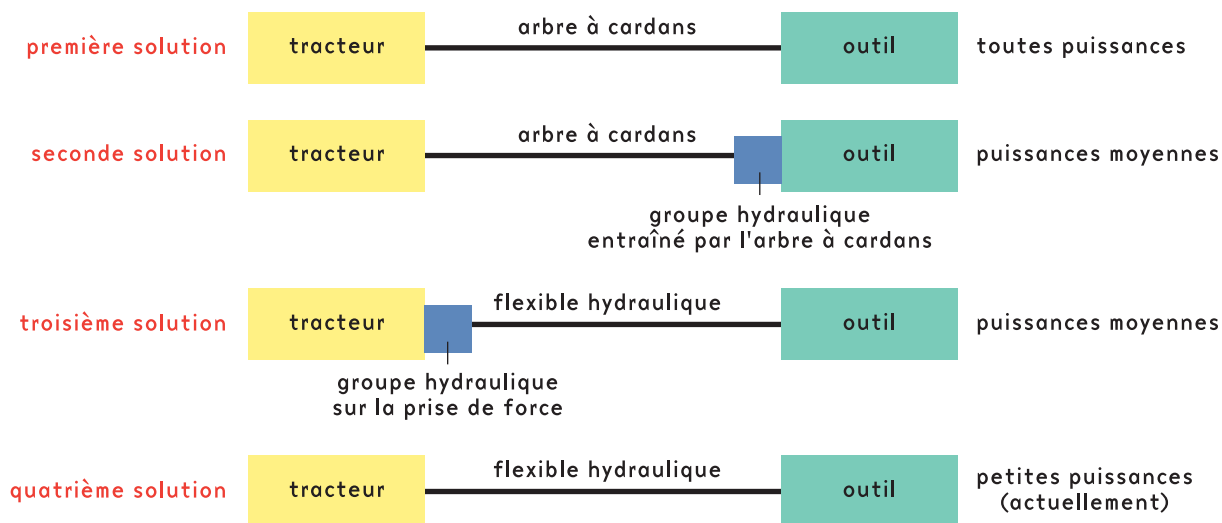 arbre à cardans
première solution tracteur outil toutes puissances
arbre à cardans
seconde solution tracteur outil puissances moyennes
groupe hydraulique
entraîné par l'arbre à cardans
flexible hydraulique
troisième solution tracteur outil puissances moyennes
groupe hydraulique
sur la prise de force
flexible hydraulique
quatrième solution tracteur outil petites puissances
(actuellement)